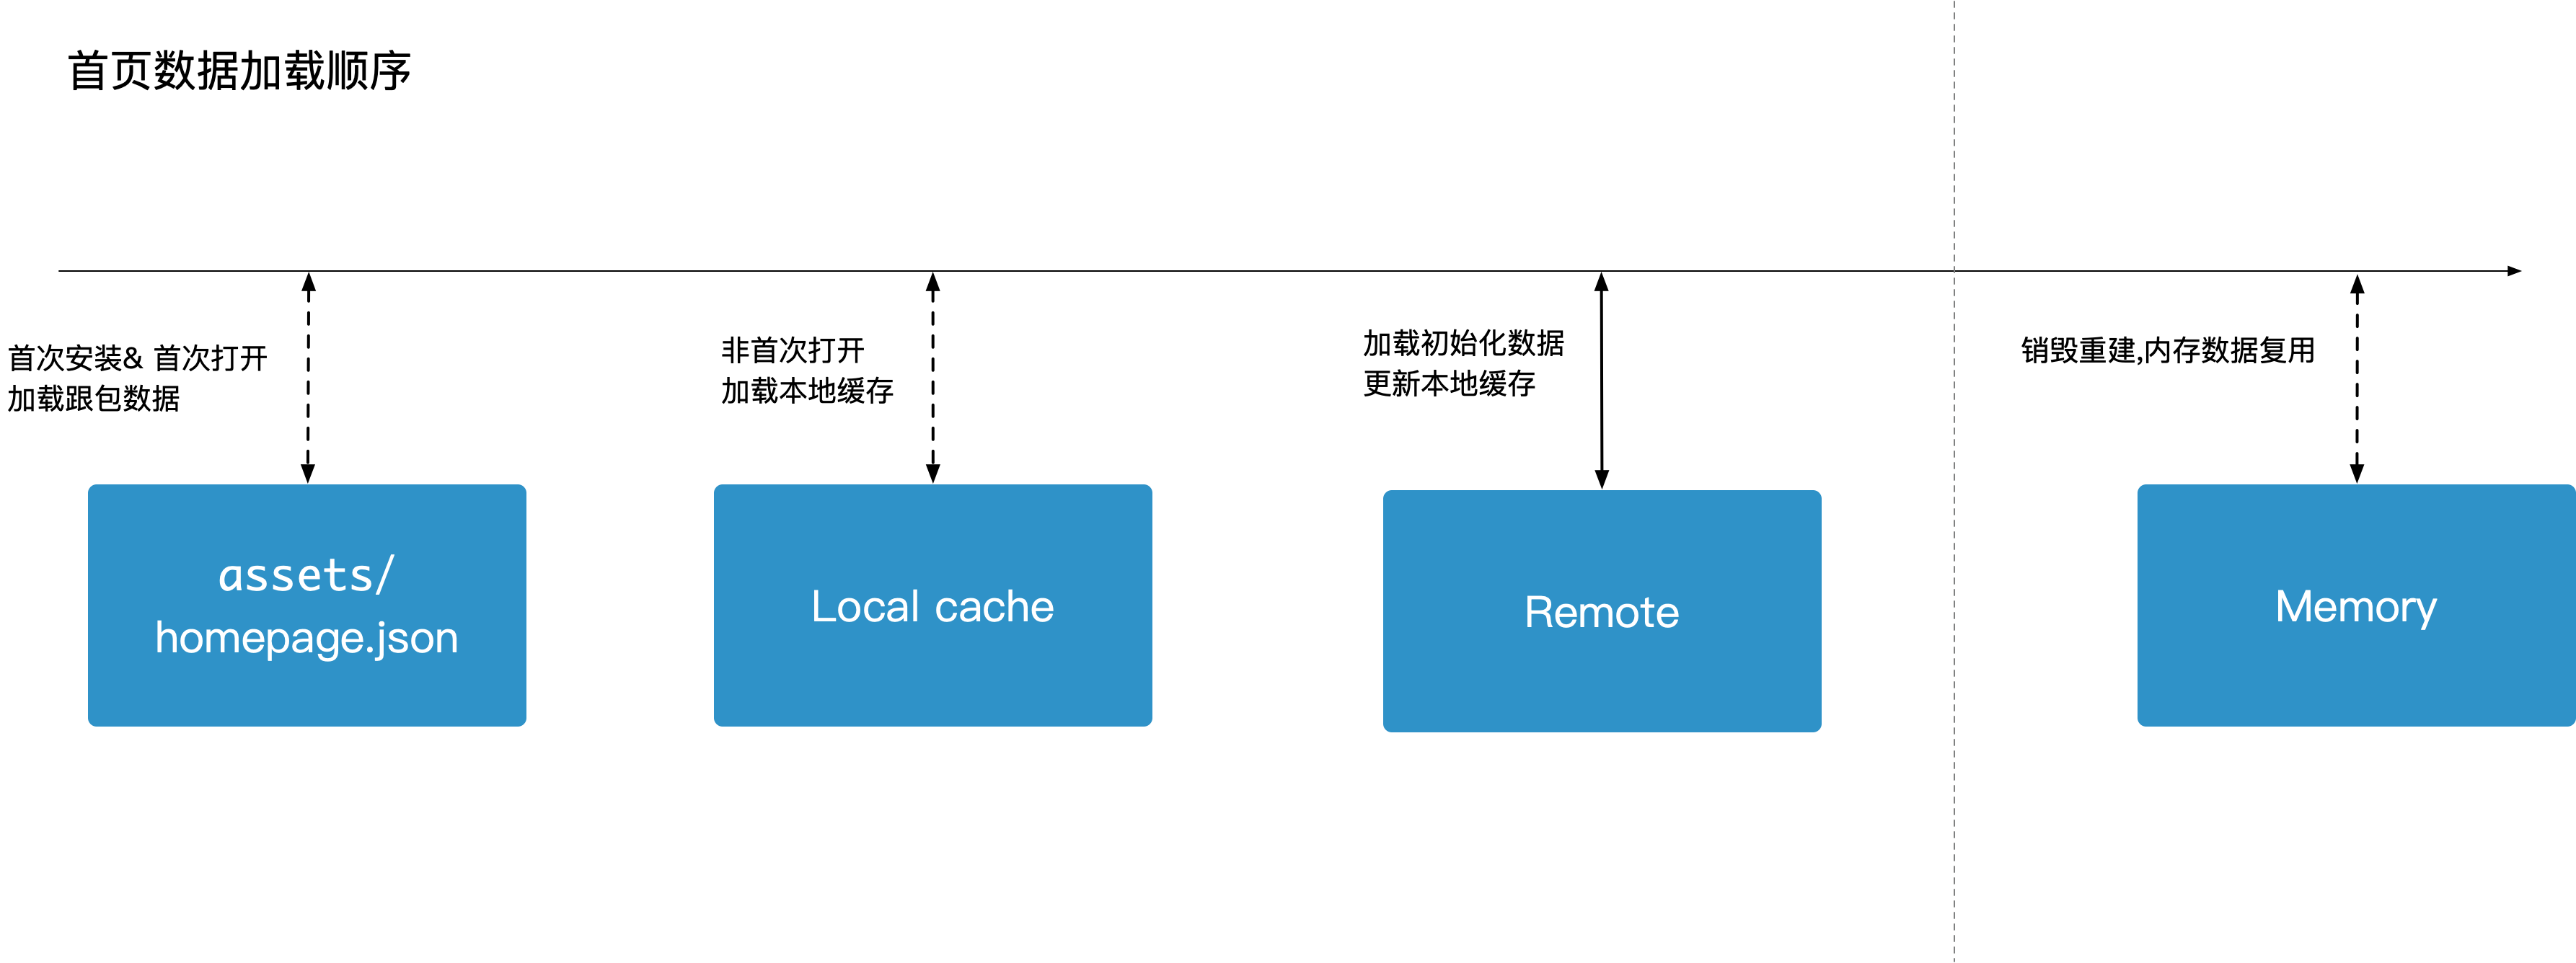 首页数据加载顺序
首次安装& 首次打开
加载跟包数据
非首次打开
加载本地缓存
加载初始化数据
更新本地缓存
销毁重建,内存数据复用
assets/
homepage.json
Local cache
Remote
Memory